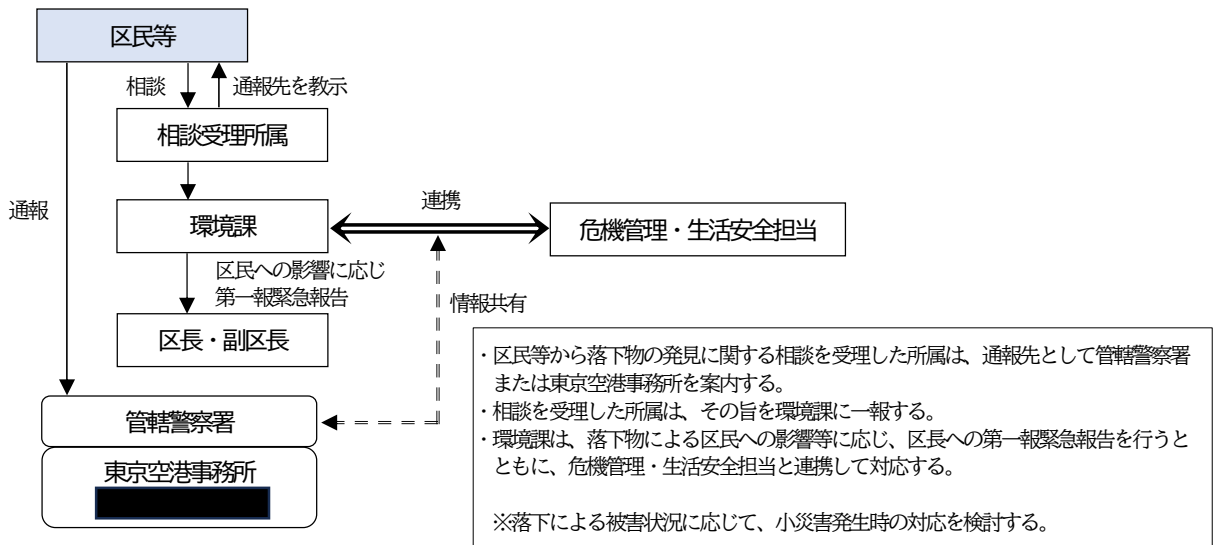 区民等
相談
通報先を教示
相談受理所属
通報
環境課
連携
危機管理・生活安全担当
区民への影響に応じ
第一報緊急報告
情報共有
区長・副区長
管轄警察署
東京空港事務所
・区民等から落下物の発見に関する相談を受理した所属は、通報先として管轄警察署
または東京空港事務所を案内する。
・相談を受理した所属は、その旨を環境課に一報する。
・環境課は、落下物による区民への影響等に応じ、区長への第一報緊急報告を行うと
ともに、危機管理・生活安全担当と連携して対応する。
※落下による被害状況に応じて、小災害発生時の対応を検討する。